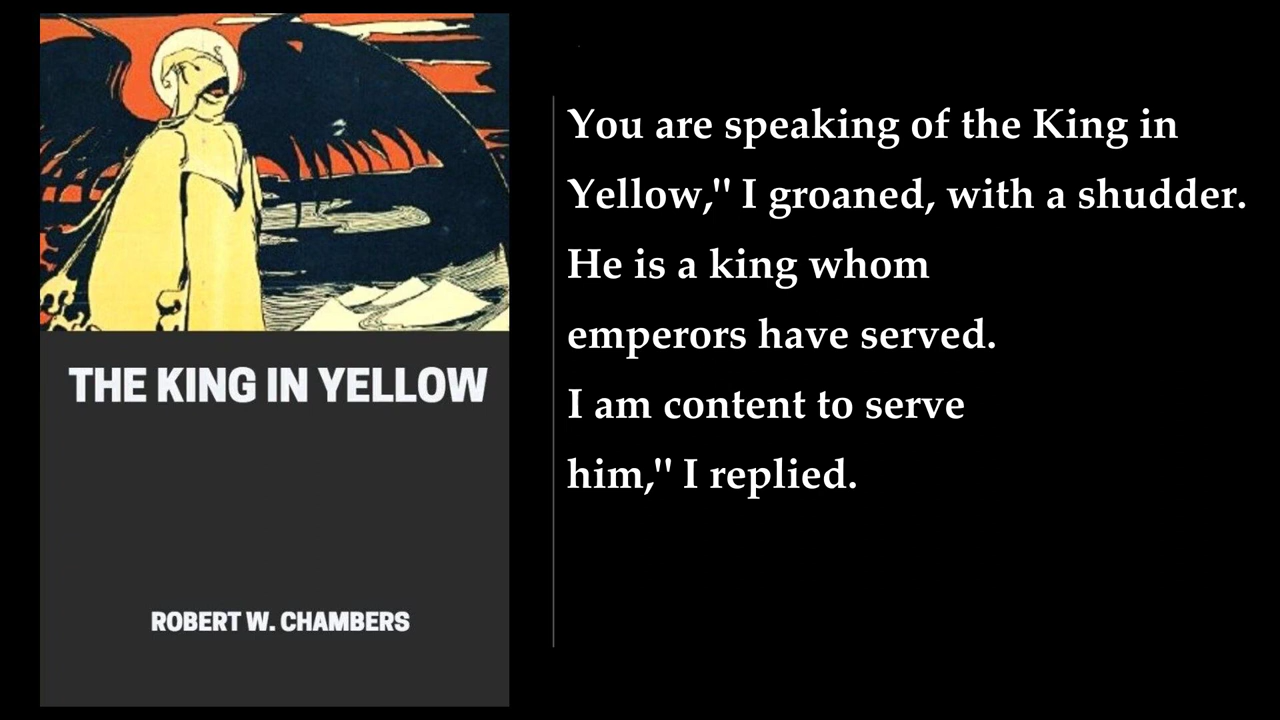 THE KING IN YELLOW
ROBERT W. CHAMBERS
You are speaking of the King in
Yellow," I groaned, with a shudder.
He is a king whom
emperors have served.
I am content to serve
him," I replied.